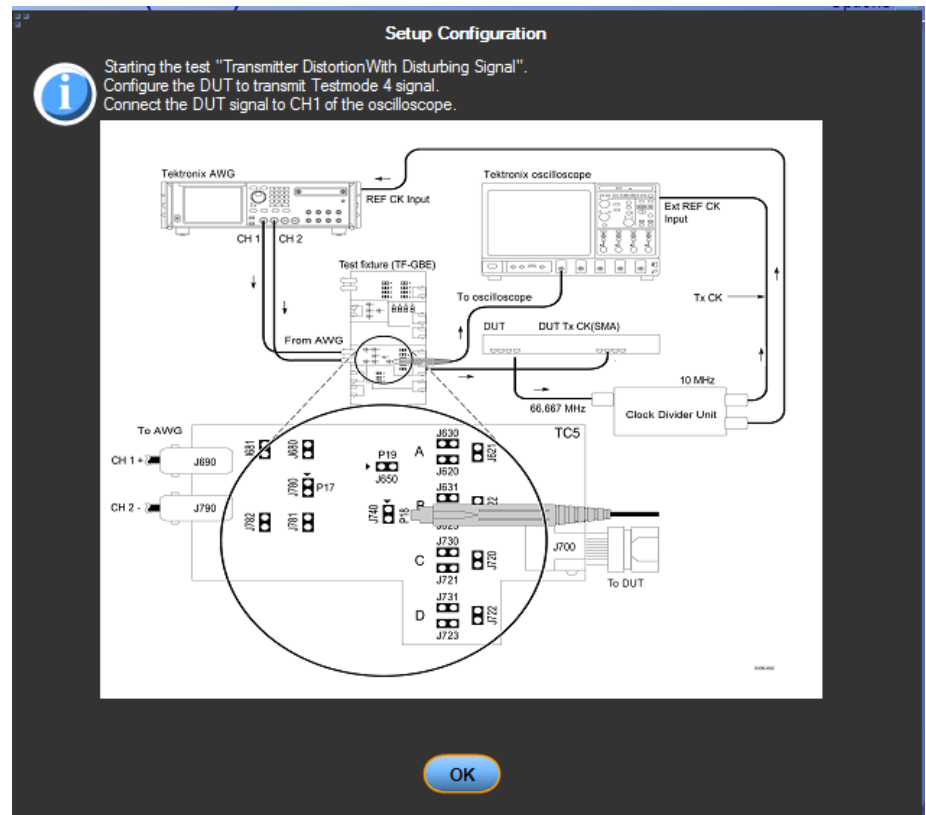 Setup Configuration
Starting the test "Transmitter DistortionWith Disturbing Signal".
Configure the DUT to transmit Testmode 4 signal.
Connect the DUT signal to CH1 of the oscilloscope.
Tektronix AWG
Tektronix oscilloscope
REF CK Input
Ext REF CK
Input
CH 1
CH 2
Test fixture (TF-GBE)
To oscilloscope
Tx CK
From AWG
DUT
DUT Tx CK(SMA)
10 MHz
66.667 MHz
Clock Divider Unit
To AWG
TC5
CH 1 +
J690
J681
J680
P19
J650
A
J630
J620
J621
J780
P17
J631
CH 2 -
J790
J782
J781
J740
P18
J730
C
J721
J720
J700
To DUT
J731
D
J723
J722
OK